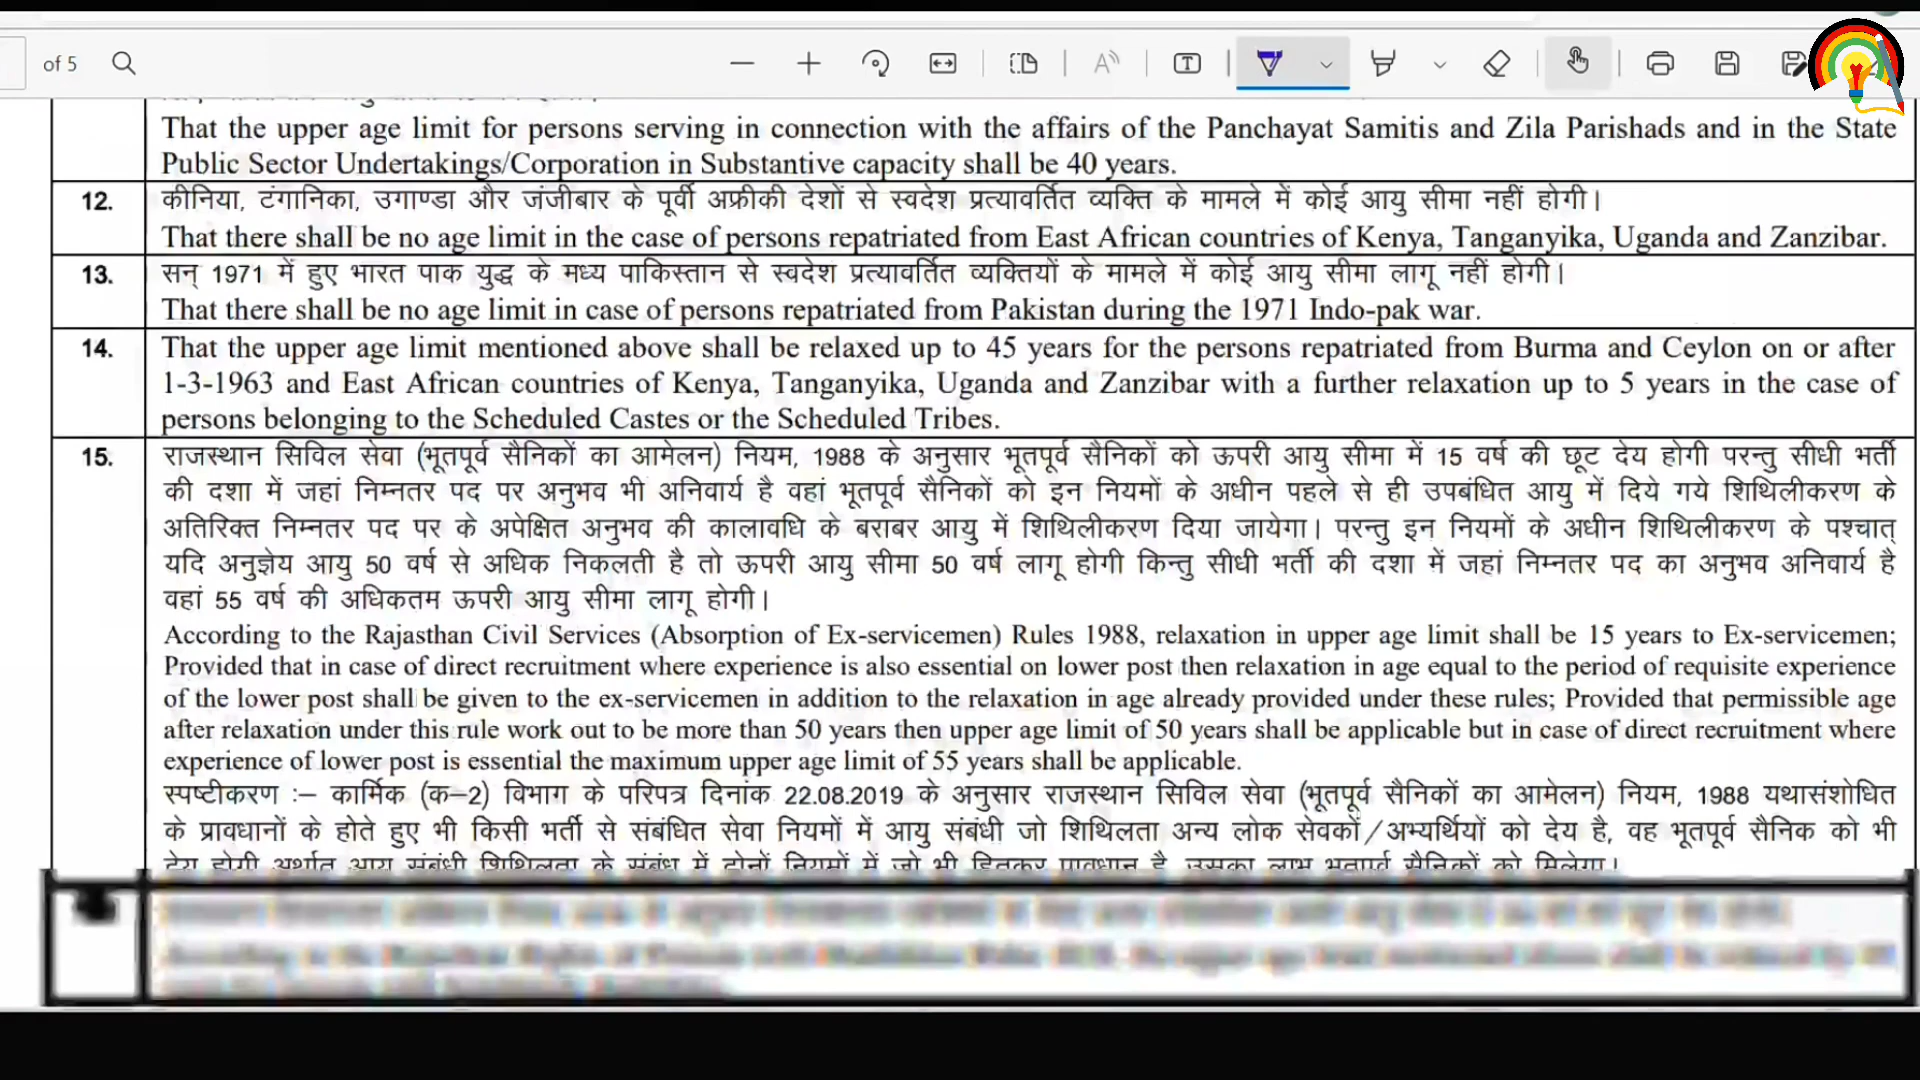 of 5
That the upper age limit for persons serving in connection with the affairs of the Panchayat Samitis and Zila Parishads and in the State
Public Sector Undertakings/Corporation in Substantive capacity shall be 40 years.
12. कीनिया, टंगानिका, उगाण्डा और जंजीबार के पूर्वी अफ्रीकी देशों से स्वदेश प्रत्यावर्तित व्यक्ति के मामले में कोई आयु सीमा नहीं होगी।
That there shall be no age limit in the case of persons repatriated from East African countries of Kenya, Tanganyika, Uganda and Zanzibar.
13. सन् 1971 में हुए भारत पाक युद्ध के मध्य पाकिस्तान से स्वदेश प्रत्यावर्तित व्यक्तियों के मामले में कोई आयु सीमा लागू नहीं होगी।
That there shall be no age limit in case of persons repatriated from Pakistan during the 1971 Indo-pak war.
14. That the upper age limit mentioned above shall be relaxed up to 45 years for the persons repatriated from Burma and Ceylon on or after
1-3-1963 and East African countries of Kenya, Tanganyika, Uganda and Zanzibar with a further relaxation up to 5 years in the case of
persons belonging to the Scheduled Castes or the Scheduled Tribes.
15. राजस्थान सिविल सेवा (भूतपूर्व सैनिकों का आमेलन) नियम, 1988 के अनुसार भूतपूर्व सैनिकों को ऊपरी आयु सीमा में 15 वर्ष की छूट देय होगी परन्तु सीधी भर्ती
की दशा में जहां निम्नतर पद पर अनुभव भी अनिवार्य है वहां भूतपूर्व सैनिकों को इन नियमों के अधीन पहले से ही उपबंधित आयु में दिये गये शिथिलीकरण के
अतिरिक्त निम्नतर पद पर के अपेक्षित अनुभव की कालावधि के बराबर आयु में शिथिलीकरण दिया जायेगा। परन्तु इन नियमों के अधीन शिथिलीकरण के पश्चात्
यदि अनुज्ञेय आयु 50 वर्ष से अधिक निकलती है तो ऊपरी आयु सीमा 50 वर्ष लागू होगी किन्तु सीधी भर्ती की दशा में जहां निम्नतर पद का अनुभव अनिवार्य है
वहां 55 वर्ष की अधिकतम ऊपरी आयु सीमा लागू होगी।
According to the Rajasthan Civil Services (Absorption of Ex-servicemen) Rules 1988, relaxation in upper age limit shall be 15 years to Ex-servicemen;
Provided that in case of direct recruitment where experience is also essential on lower post then relaxation in age equal to the period of requisite experience
of the lower post shall be given to the ex-servicemen in addition to the relaxation in age already provided under these rules; Provided that permissible age
after relaxation under this rule work out to be more than 50 years then upper age limit of 50 years shall be applicable but in case of direct recruitment where
experience of lower post is essential the maximum upper age limit of 55 years shall be applicable.
स्पष्टीकरण :– कार्मिक (क–2) विभाग के परिपत्र दिनांक 22.08.2019 के अनुसार राजस्थान सिविल सेवा (भूतपूर्व सैनिकों का आमेलन) नियम, 1988 यथासंशोधित
के प्रावधानों के होते हुए भी किसी भर्ती से संबंधित सेवा नियमों में आयु संबंधी जो शिथिलता अन्य लोक सेवकों/अभ्यर्थियों को देय है, वह भूतपूर्व सैनिक को भी
देय होगी अर्थात आयु संबंधी शिथिलता के संबंध में दोनों नियमों में जो भी हितकर प्रावधान है, उसका लाभ भूतपूर्व सैनिकों को मिलेगा।